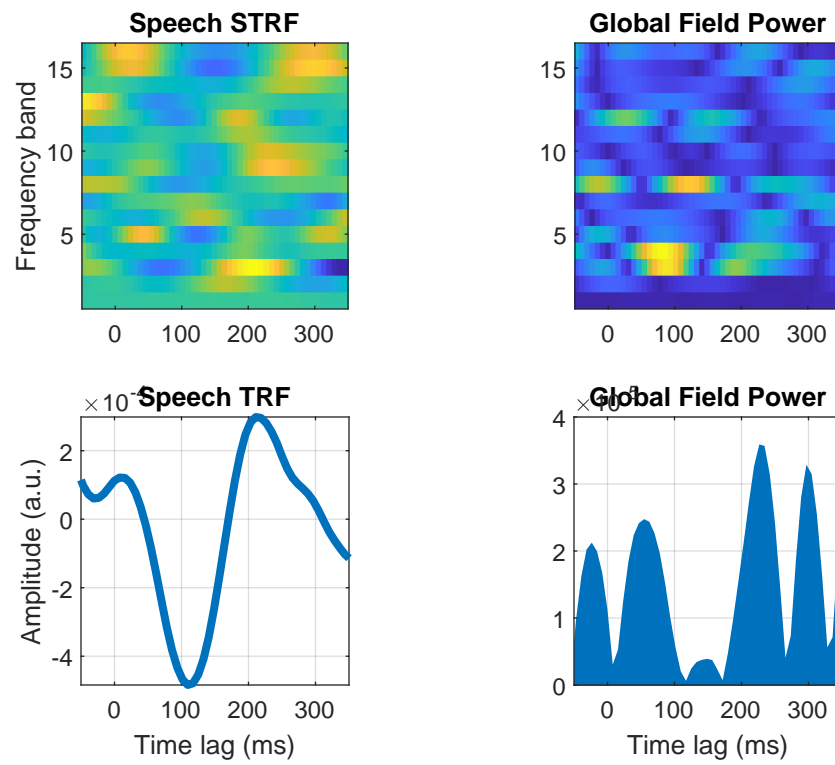 Speech STRF
Frequency band
15
10
5
0 100 200 300
Global Field Power
15
10
5
0 100 200 300
Speech TRF
× 10^-4
Amplitude (a.u.)
2
0
-2
-4
0 100 200 300
Time lag (ms)
Global Field Power
4
3
2
1
0
0 100 200 300
Time lag (ms)